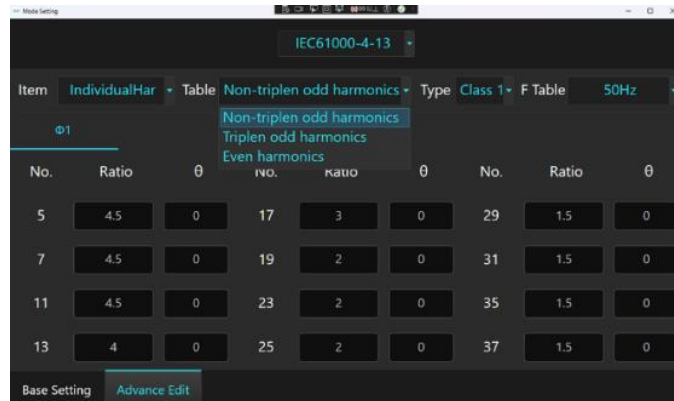 Mode Setting
IEC61000-4-13
Item IndividualHar Table Non-triplen odd harmonics Type Class 1 F Table 50Hz
Non-triplen odd harmonics
Triplen odd harmonics
Even harmonics
Φ1
No. Ratio θ No. Ratio θ No. Ratio θ
5 4.5 0 17 3 0 29 1.5 0
7 4.5 0 19 2 0 31 1.5 0
11 4.5 0 23 2 0 35 1.5 0
13 4 0 25 2 0 37 1.5 0
Base Setting Advance Edit